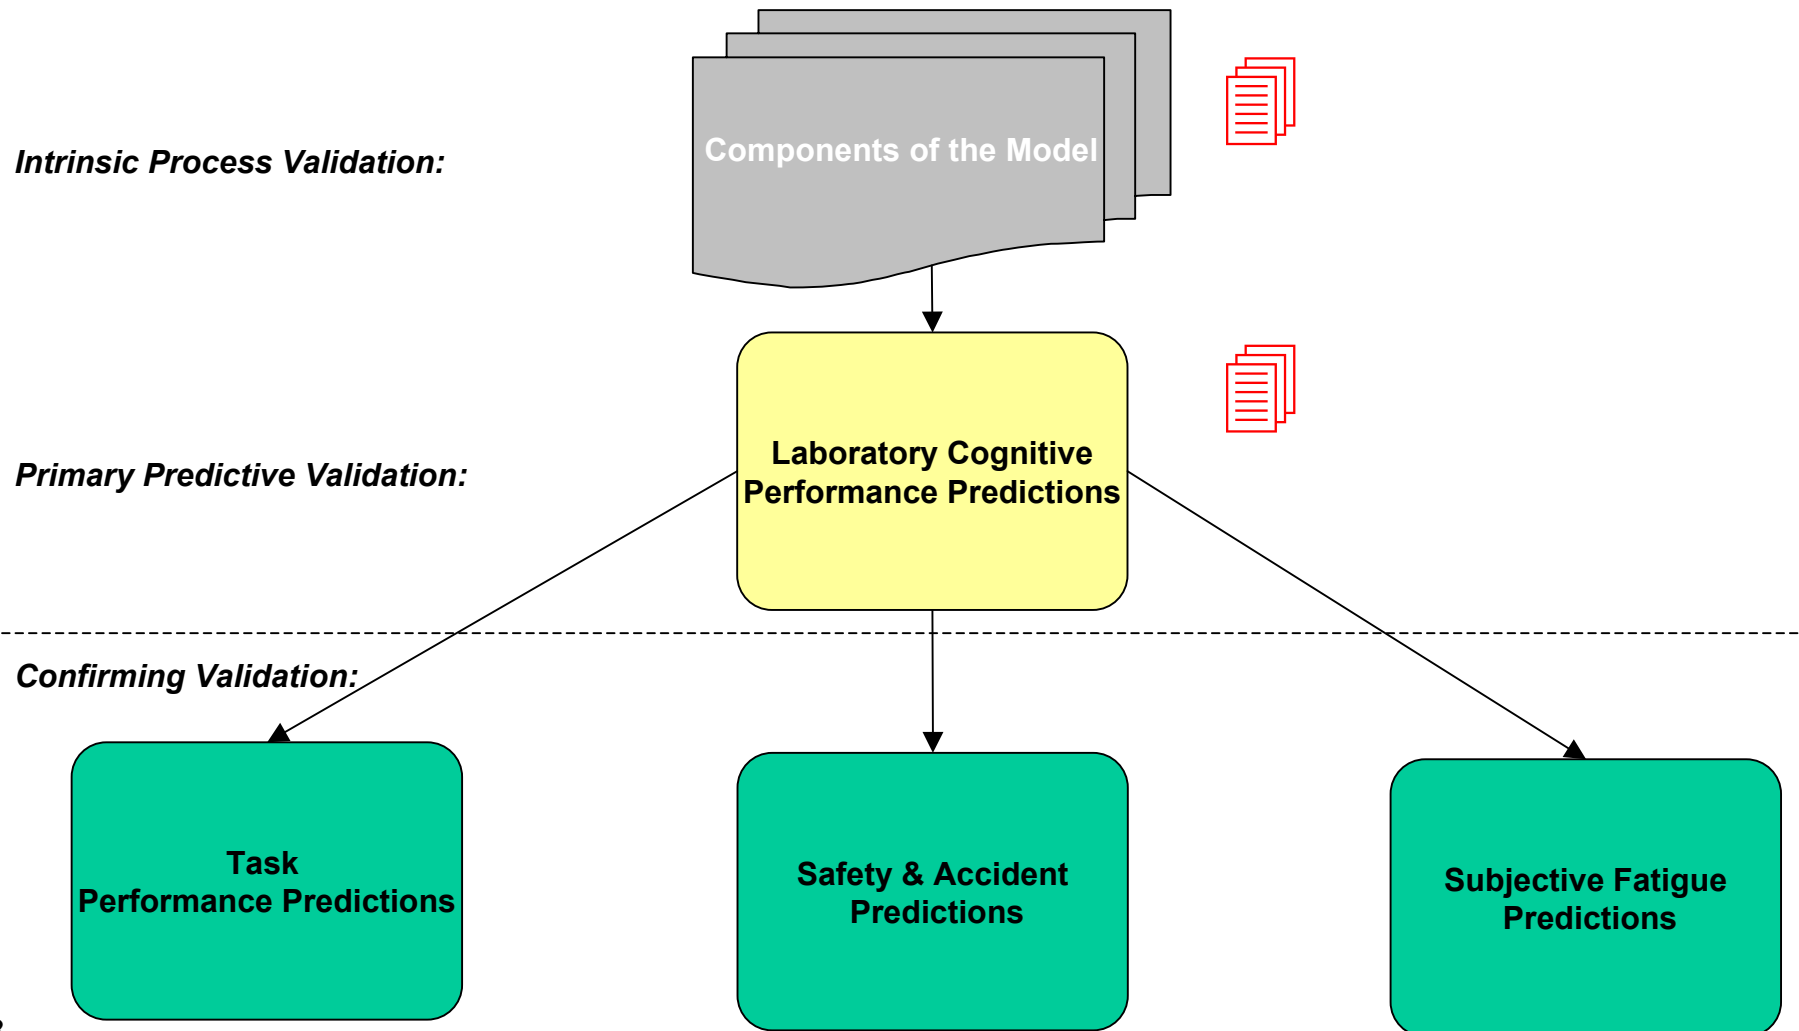 Components of the Model
Intrinsic Process Validation:
Laboratory Cognitive
Performance Predictions
Primary Predictive Validation:
Confirming Validation:
Task
Performance Predictions
Safety & Accident
Predictions
Subjective Fatigue
Predictions